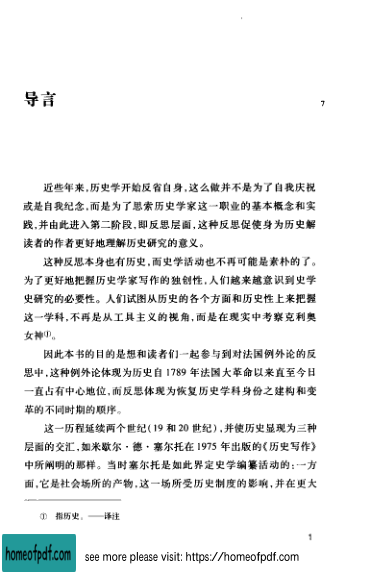 导言
7
近些年来,历史学开始反省自身,这么做并不是为了自我庆祝
或是自我纪念,而是为了思索历史学家这一职业的基本概念和实
践,并由此进入第二阶段,即反思层面,这种反思促使身为历史解
读者的作者更好地理解历史研究的意义。
这种反思本身也有历史,而史学活动也不再可能是素朴的了。
为了更好地把握历史学家写作的独创性,人们越来越意识到史学
史研究的必要性。人们试图从历史的各个方面和历史性上来把握
这一学科,不再是从工具主义的视角,而是在现实中考察克利奥
女神①。
因此本书的目的是想和读者们一起参与到对法国例外论的反
思中,这种例外论体现为历史自1789年法国大革命以来直至今日
一直占有中心地位,而反思体现为恢复历史学科身份之建构和变
革的不同时期的顺序。
这一历程延续两个世纪(19和20世纪),并使历史显现为三种
层面的交汇,如米歇尔·德·塞尔托在1975年出版的《历史写作》
中所阐明的那样。当时塞尔托是如此界定史学编纂活动的:一方
面,它是社会场所的产物,这一场所受历史制度的影响,并在更大
① 指历史。——译注
1
homeofpdf.com
see more please visit: https://homeofpdf.com